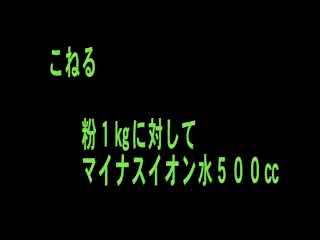 こねる
粉１㎏に対して
マイナスイオン水５００㏄